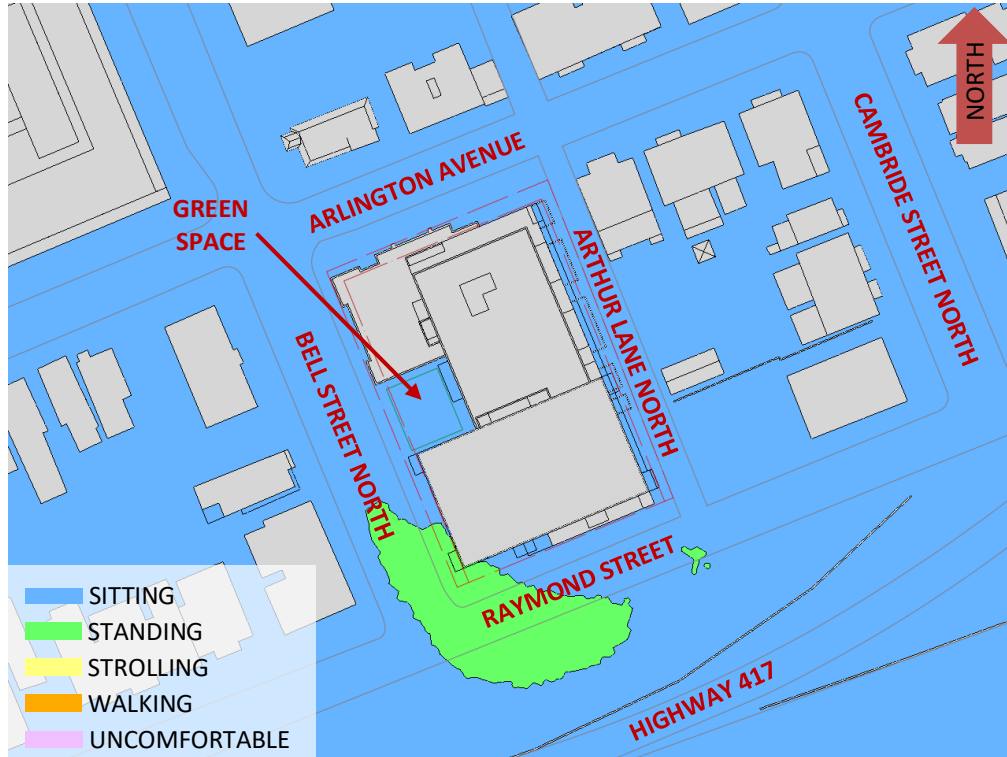 NORTH
CAMBRIDE STREET NORTH
ARLINGTON AVENUE
GREEN
SPACE
ARTHUR LANE NORTH
BELL STREET NORTH
RAYMOND STREET
HIGHWAY 417
SITTING
STANDING
STROLLING
WALKING
UNCOMFORTABLE